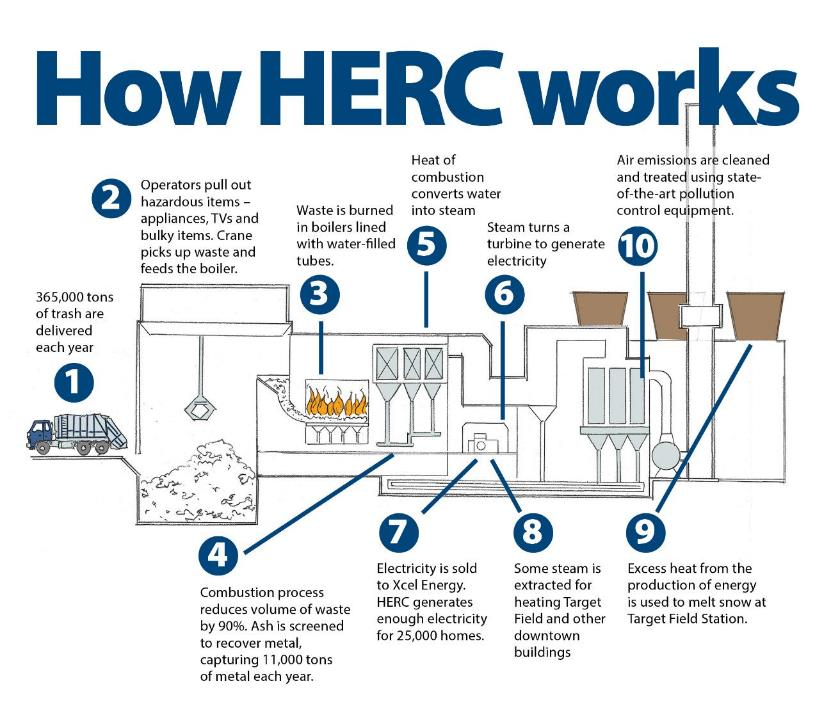 How HERC works
1
365,000 tons
of trash are
delivered
each year
2
Operators pull out
hazardous items –
appliances, TVs and
bulky items. Crane
picks up waste and
feeds the boiler.
3
Waste is burned
in boilers lined
with water-filled
tubes.
4
Combustion process
reduces volume of waste
by 90%. Ash is screened
to recover metal,
capturing 11,000 tons
of metal each year.
5
Heat of
combustion
converts water
into steam
6
Steam turns a
turbine to generate
electricity
7
Electricity is sold
to Xcel Energy.
HERC generates
enough electricity
for 25,000 homes.
8
Some steam is
extracted for
heating Target
Field and other
downtown
buildings
9
Excess heat from the
production of energy
is used to melt snow at
Target Field Station.
10
Air emissions are cleaned
and treated using state-
of-the-art pollution
control equipment.